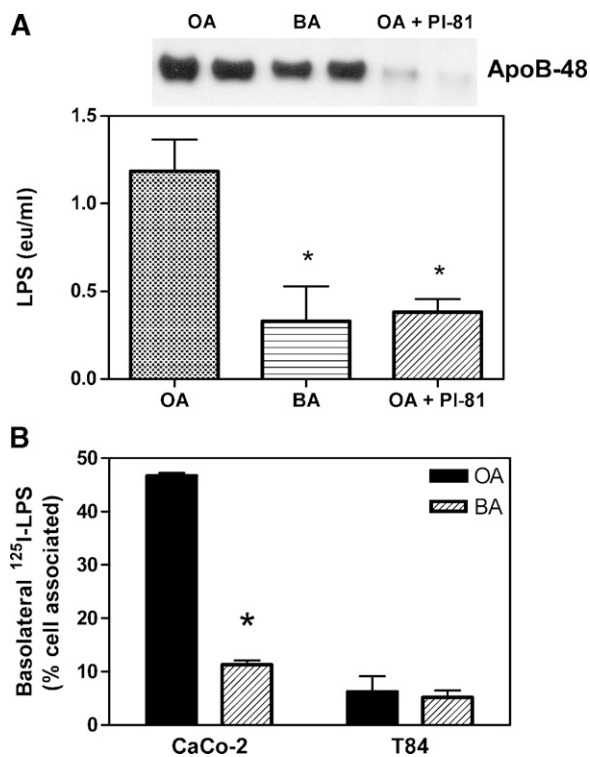 A
OA BA OA + PI-81
ApoB-48
1.5
1.0
0.5
0.0
LPS (eu/ml)
* *
OA BA OA + PI-81
B
50
40
30
20
10
0
Basolateral ¹²⁵I-LPS
(% cell associated)
OA
BA
*
CaCo-2 T84